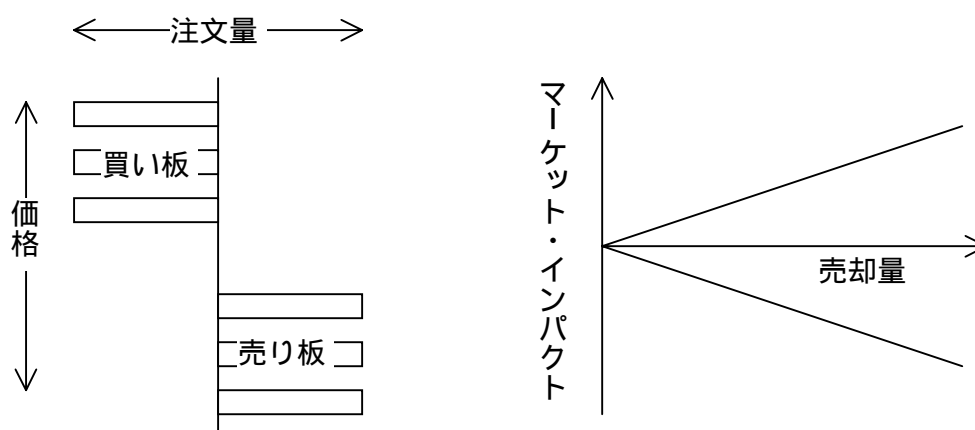 注文量
買い板
価格
売り板
マーケット・インパクト
売却量